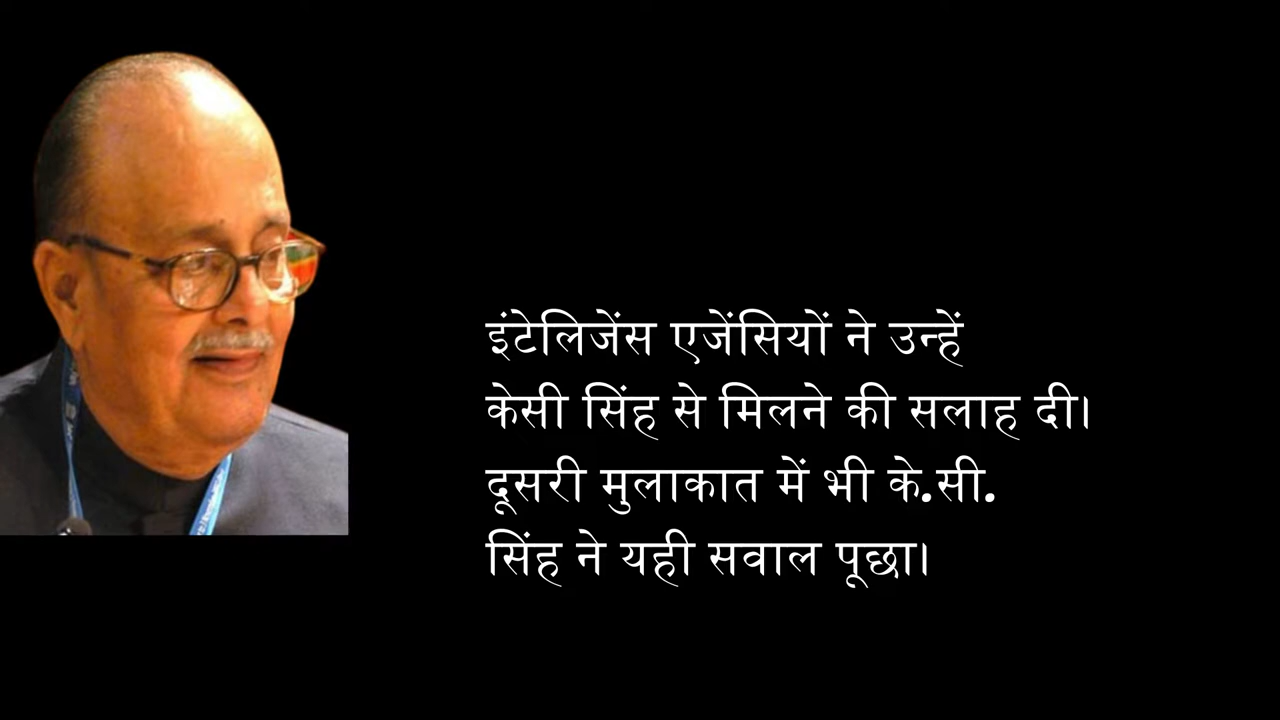 इंटेलिजेंस एजेंसियों ने उन्हें
केसी सिंह से मिलने की सलाह दी।
दूसरी मुलाकात में भी के.सी.
सिंह ने यही सवाल पूछा।